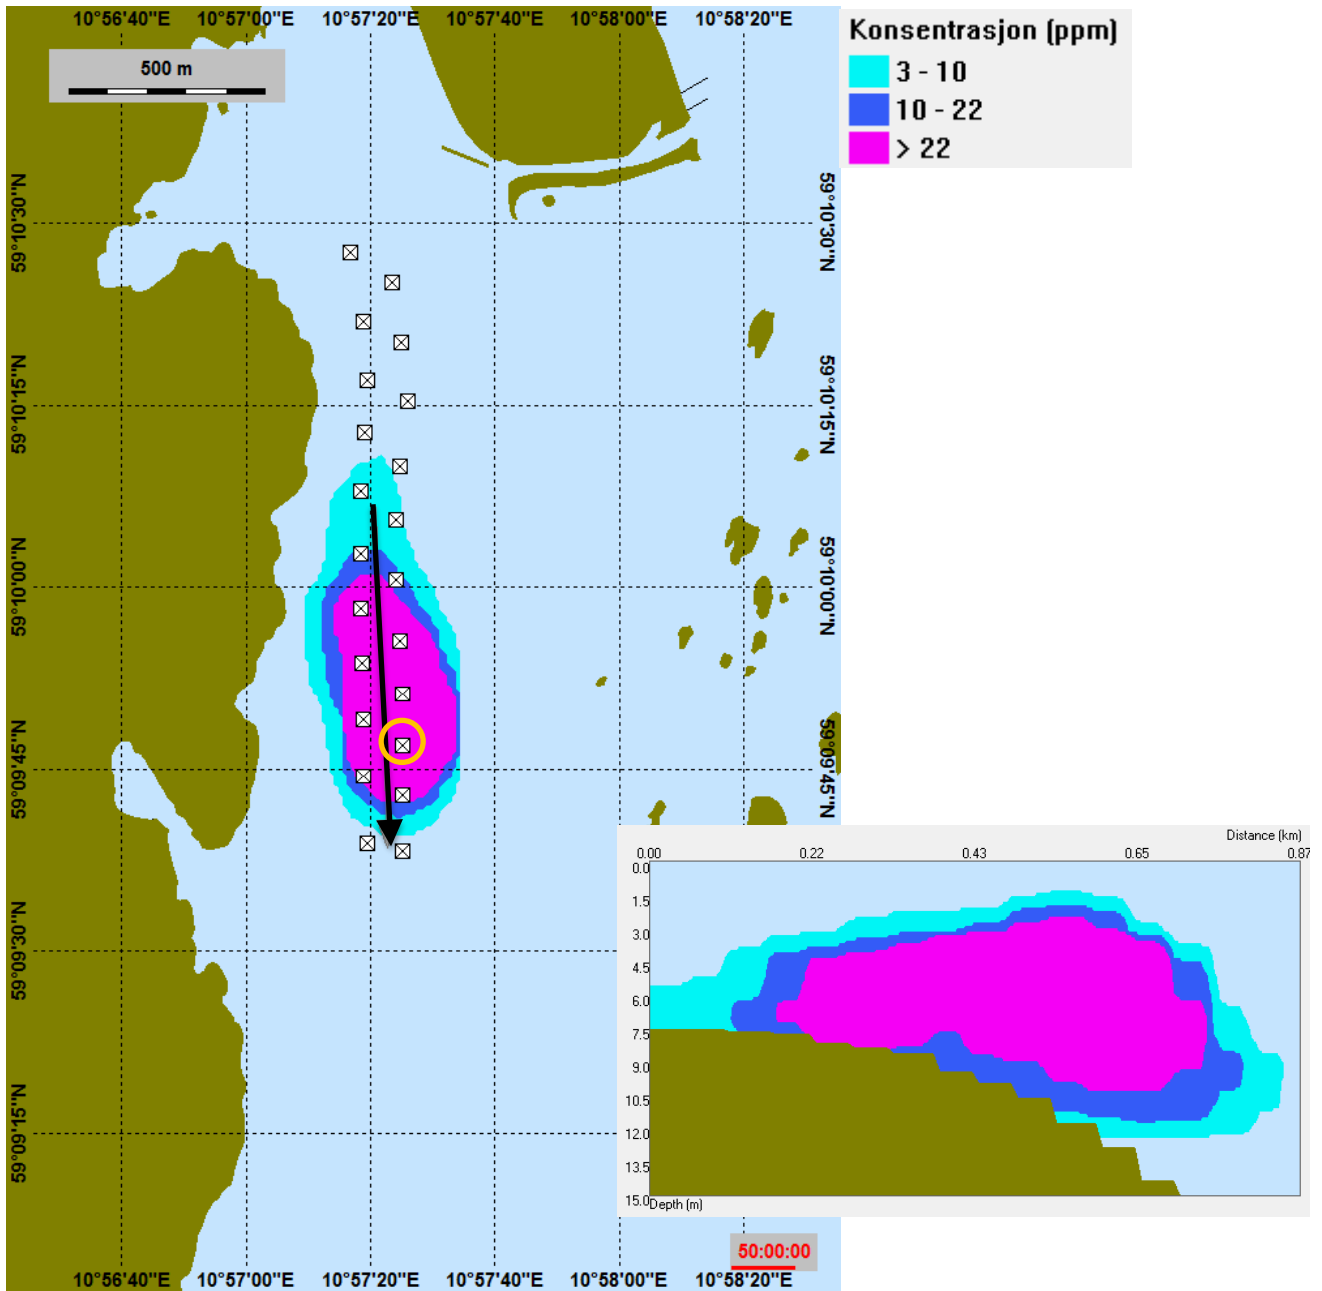 10°56'40"E 10°57'00"E 10°57'20"E 10°57'40"E 10°58'00"E 10°58'20"E
500 m
Konsentrasjon (ppm)
3 - 10
10 - 22
> 22
59°10'30"N 59°10'30"N
59°10'15"N 59°10'15"N
59°10'00"N 59°10'00"N
59°09'45"N 59°09'45"N
59°09'30"N
59°09'15"N
Distance (km)
0.00 0.22 0.43 0.65 0.87
0.0
1.5
3.0
4.5
6.0
7.5
9.0
10.5
12.0
13.5
15.0
Depth (m)
50:00:00
10°56'40"E 10°57'00"E 10°57'20"E 10°57'40"E 10°58'00"E 10°58'20"E